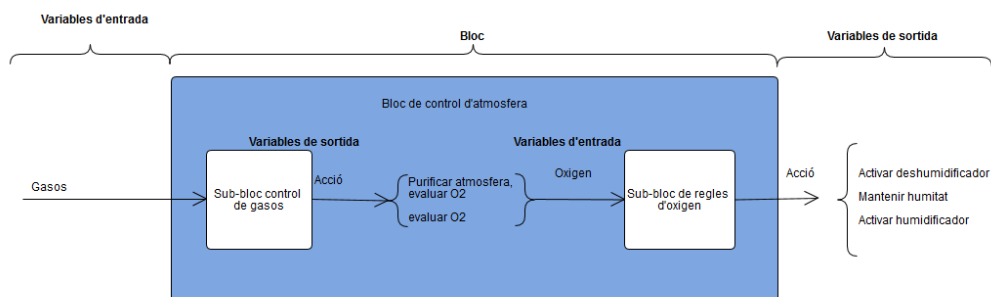 Variables d'entrada
Bloc
Variables de sortida
Bloc de control d'atmosfera
Variables de sortida
Variables d'entrada
Gasos
Sub-bloc control
de gasos
Acció
Purificar atmosfera,
evaluar O2
evaluar O2
Oxigen
Sub-bloc de regles
d'oxigen
Acció
Activar deshumidificador
Mantenir humitat
Activar humidificador